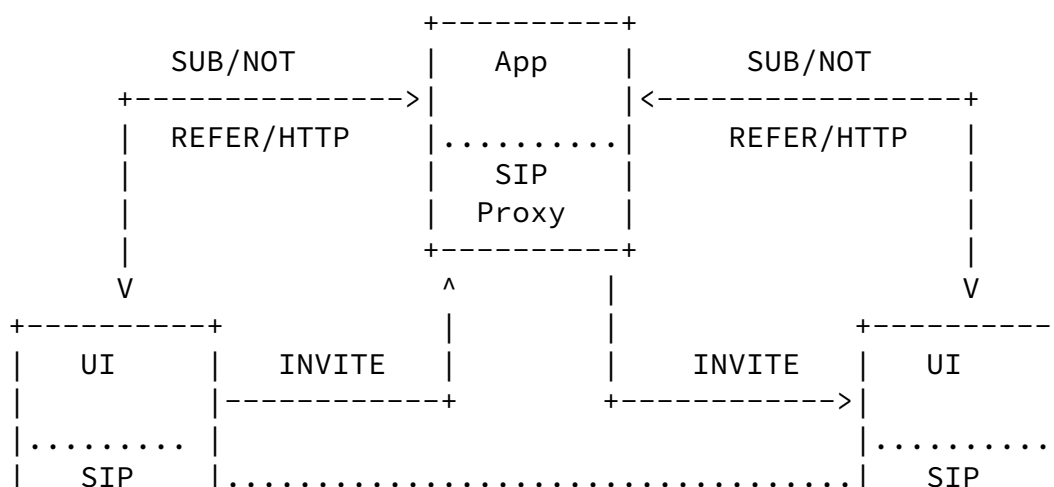 +----------+
SUB/NOT | App | SUB/NOT
+--------------->| |<-----------------+
| REFER/HTTP |..........| REFER/HTTP |
| | SIP | |
| | Proxy | |
| +----------+ |
V ^ | V
+----------+ | | +----------
| UI | INVITE | | INVITE | UI
| |------------+ +------------>|
|......... | |..........
| SIP |...................................| SIP